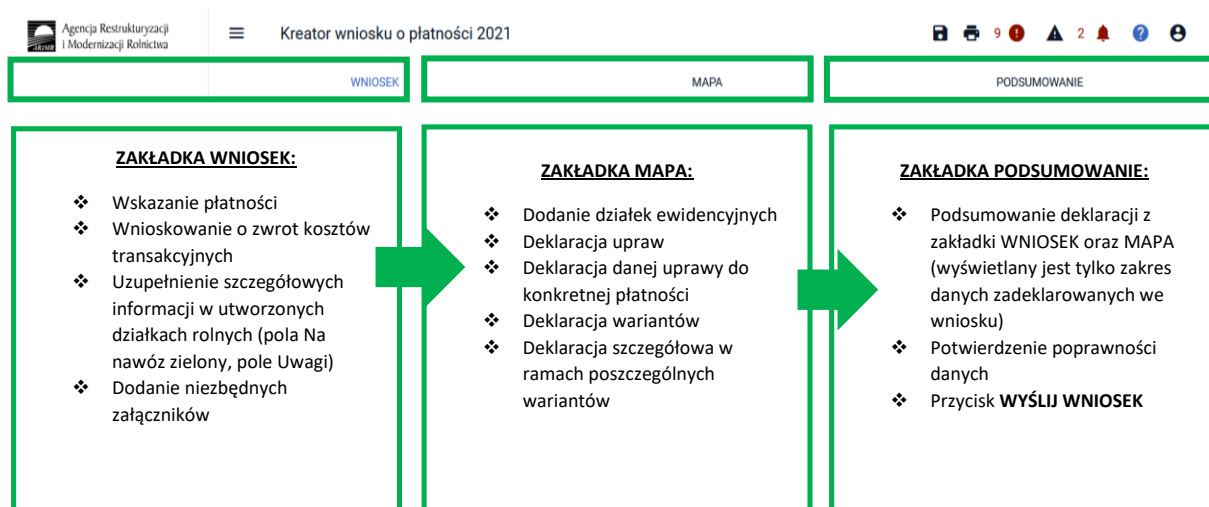 Agencja Restrukturyzacji
i Modernizacji Rolnictwa
ARiMR
Kreator wniosku o płatności 2021
9
2
WNIOSEK
MAPA
PODSUMOWANIE
ZAKŁADKA WNIOSEK:
❖ Wskazanie płatności
❖ Wnioskowanie o zwrot kosztów
transakcyjnych
❖ Uzupełnienie szczegółowych
informacji w utworzonych
działkach rolnych (pola Na
nawóz zielony, pole Uwagi)
❖ Dodanie niezbędnych
załączników
ZAKŁADKA MAPA:
❖ Dodanie działek ewidencyjnych
❖ Deklaracja upraw
❖ Deklaracja danej uprawy do
konkretnej płatności
❖ Deklaracja wariantów
❖ Deklaracja szczegółowa w
ramach poszczególnych
wariantów
ZAKŁADKA PODSUMOWANIE:
❖ Podsumowanie deklaracji z
zakładki WNIOSEK oraz MAPA
(wyświetlany jest tylko zakres
danych zadeklarowanych we
wniosku)
❖ Potwierdzenie poprawności
danych
❖ Przycisk WYŚLIJ WNIOSEK